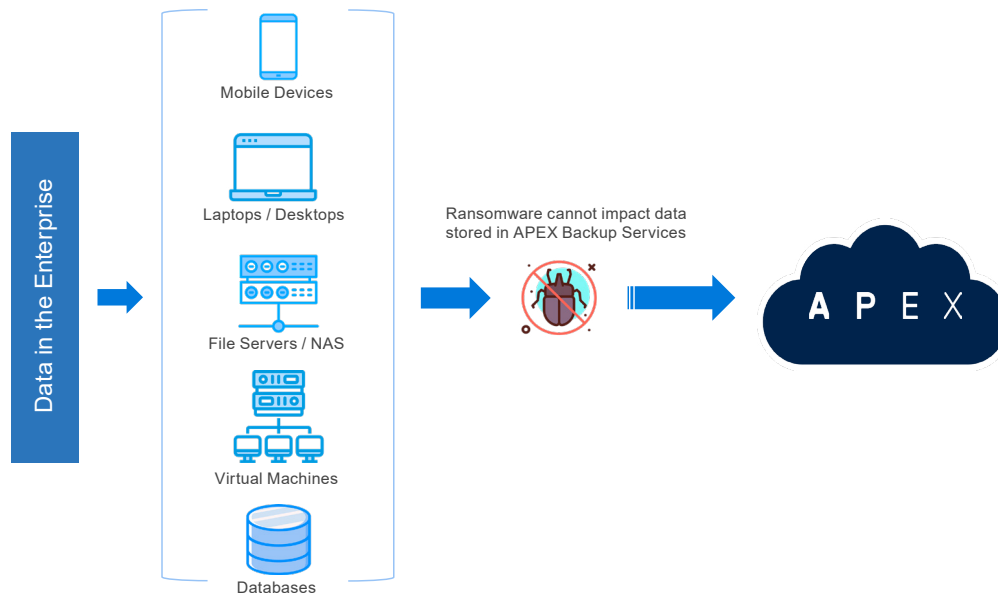 Data in the Enterprise
Mobile Devices
Laptops / Desktops
File Servers / NAS
Virtual Machines
Databases
Ransomware cannot impact data
stored in APEX Backup Services
APEX